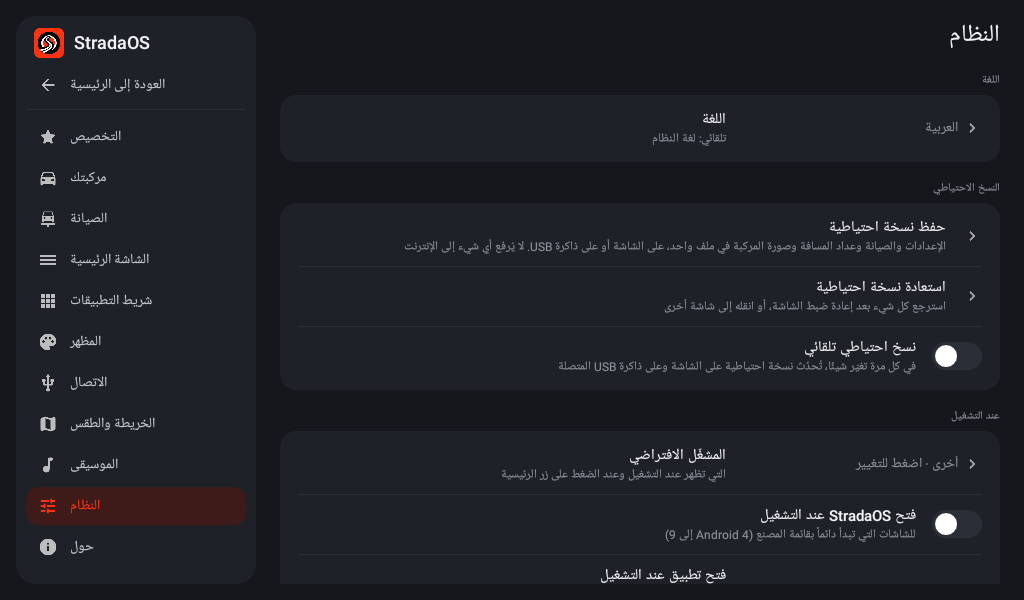 StradaOS
العودة إلى الرئيسية
التخصيص
مركبتك
الصيانة
الشاشة الرئيسية
شريط التطبيقات
المظهر
الاتصال
الخريطة والطقس
الموسيقى
النظام
حول
النظام
اللغة
اللغة
تلقائي: لغة النظام
العربية
النسخ الاحتياطي
حفظ نسخة احتياطية
الإعدادات والصيانة وعداد المسافة وصورة المركبة في ملف واحد، على الشاشة أو على ذاكرة USB. لا يُرفع أي شيء إلى الإنترنت
استعادة نسخة احتياطية
استرجع كل شيء بعد إعادة ضبط الشاشة، أو انقله إلى شاشة أخرى
نسخ احتياطي تلقائي
في كل مرة تغيّر شيئًا، تُحدَّث نسخة احتياطية على الشاشة وعلى ذاكرة USB المتصلة
عند التشغيل
المشغّل الافتراضي
التي تظهر عند التشغيل وعند الضغط على زر الرئيسية
أخرى · اضغط للتغيير
فتح StradaOS عند التشغيل
للشاشات التي تبدأ دائماً بقائمة المصنع (Android 4 إلى 9)
فتح تطبيق عند التشغيل